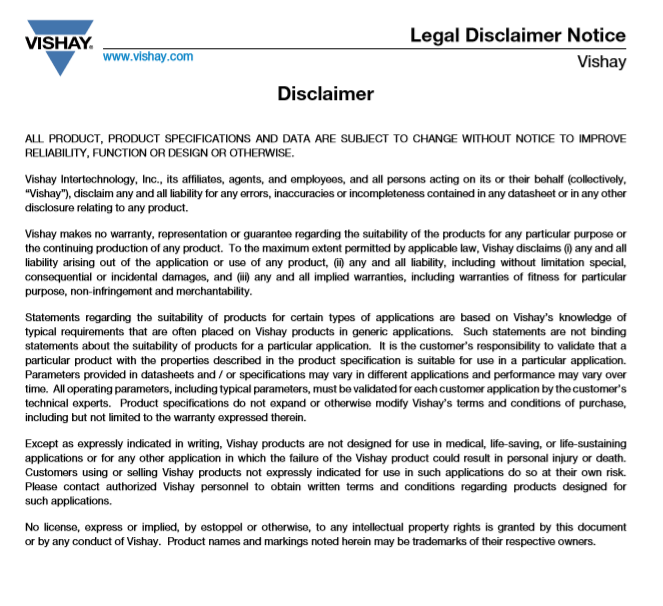 VISHAY.
Legal Disclaimer Notice
www.vishay.com
Vishay
Disclaimer
ALL PRODUCT, PRODUCT SPECIFICATIONS AND DATA ARE SUBJECT TO CHANGE WITHOUT NOTICE TO IMPROVE
RELIABILITY, FUNCTION OR DESIGN OR OTHERWISE.
Vishay Intertechnology, Inc., its affiliates, agents, and employees, and all persons acting on its or their behalf (collectively,
“Vishay”), disclaim any and all liability for any errors, inaccuracies or incompleteness contained in any datasheet or in any other
disclosure relating to any product.
Vishay makes no warranty, representation or guarantee regarding the suitability of the products for any particular purpose or
the continuing production of any product. To the maximum extent permitted by applicable law, Vishay disclaims (i) any and all
liability arising out of the application or use of any product, (ii) any and all liability, including without limitation special,
consequential or incidental damages, and (iii) any and all implied warranties, including warranties of fitness for particular
purpose, non-infringement and merchantability.
Statements regarding the suitability of products for certain types of applications are based on Vishay's knowledge of
typical requirements that are often placed on Vishay products in generic applications. Such statements are not binding
statements about the suitability of products for a particular application. It is the customer's responsibility to validate that a
particular product with the properties described in the product specification is suitable for use in a particular application.
Parameters provided in datasheets and / or specifications may vary in different applications and performance may vary over
time. All operating parameters, including typical parameters, must be validated for each customer application by the customer's
technical experts. Product specifications do not expand or otherwise modify Vishay's terms and conditions of purchase,
including but not limited to the warranty expressed therein.
Except as expressly indicated in writing, Vishay products are not designed for use in medical, life-saving, or life-sustaining
applications or for any other application in which the failure of the Vishay product could result in personal injury or death.
Customers using or selling Vishay products not expressly indicated for use in such applications do so at their own risk.
Please contact authorized Vishay personnel to obtain written terms and conditions regarding products designed for
such applications.
No license, express or implied, by estoppel or otherwise, to any intellectual property rights is granted by this document
or by any conduct of Vishay. Product names and markings noted herein may be trademarks of their respective owners.